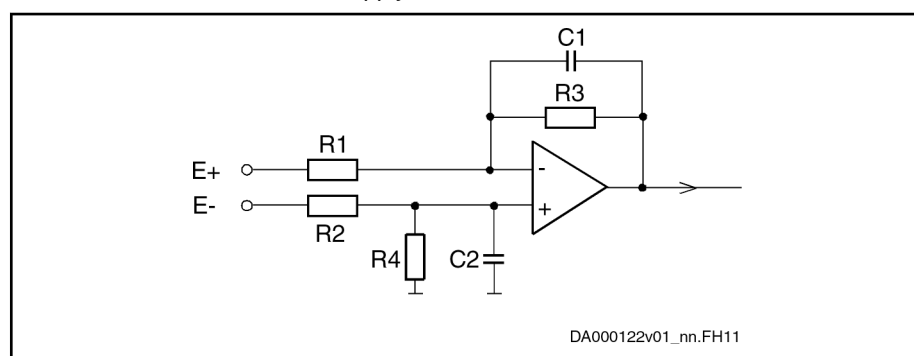 C1
R3
R1
E+
-
E-
+
R2
R4
C2
DA000122v01_nn.FH11